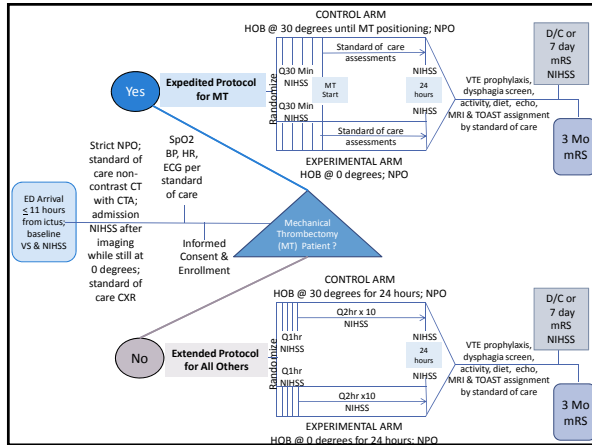 CONTROL ARM
HOB @ 30 degrees until MT positioning; NPO
Randomize
Q30 Min
NIHSS
MT
Start
Standard of care
assessments
NIHSS
24
hours
Q30 Min
NIHSS
NIHSS
Standard of care
assessments
EXPERIMENTAL ARM
HOB @ 0 degrees; NPO
VTE prophylaxis,
dysphagia screen,
activity, diet, echo,
MRI & TOAST assignment
by standard of care
D/C or
7 day
mRS
NIHSS
3 Mo
mRS
Yes
Expedited Protocol
for MT
ED Arrival
< 11 hours
from ictus;
baseline
VS & NIHSS
Strict NPO;
standard of
care non-
contrast CT
with CTA;
admission
NIHSS after
imaging
while still at
0 degrees;
standard of
care CXR
SpO2
BP, HR,
ECG per
standard
of care
Informed
Consent &
Enrollment
Mechanical
Thrombectomy
(MT) Patient ?
No
Extended Protocol
for All Others
CONTROL ARM
HOB @ 30 degrees for 24 hours; NPO
Randomize
Q1hr
NIHSS
Q2hr x 10
NIHSS
NIHSS
24
hours
Q1hr
NIHSS
NIHSS
Q2hr x10
NIHSS
EXPERIMENTAL ARM
HOB @ 0 degrees for 24 hours; NPO
VTE prophylaxis,
dysphagia screen,
activity, diet, echo,
MRI & TOAST assignment
by standard of care
D/C or
7 day
mRS
NIHSS
3 Mo
mRS